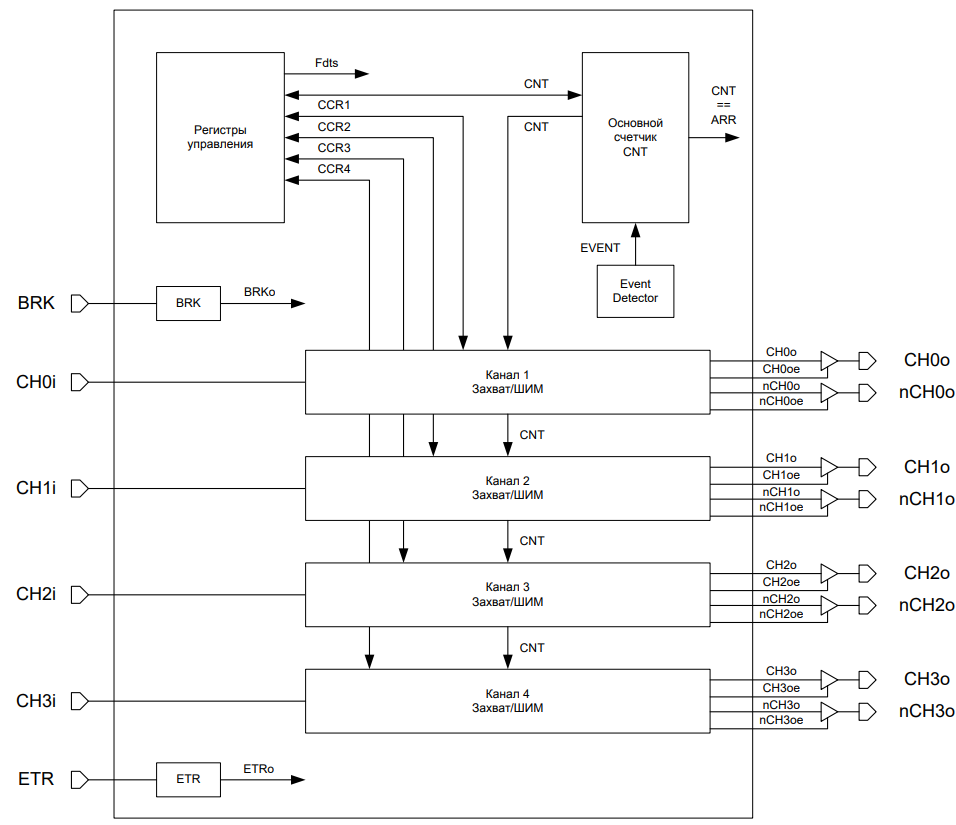 Fdts
CNT
CCR1
CCR2
CCR3
CCR4
CNT
Регистры
управления
Основной
счетчик
CNT
CNT
==
ARR
EVENT
Event
Detector
BRK
BRK
BRKo
CH0i
Канал 1
Захват/ШИМ
CH0o
CH0oe
nCH0o
nCH0oe
CH0o
nCH0o
CNT
CH1i
Канал 2
Захват/ШИМ
CH1o
CH1oe
nCH1o
nCH1oe
CH1o
nCH1o
CNT
CH2i
Канал 3
Захват/ШИМ
CH2o
CH2oe
nCH2o
nCH2oe
CH2o
nCH2o
CNT
CH3i
Канал 4
Захват/ШИМ
CH3o
CH3oe
nCH3o
nCH3oe
CH3o
nCH3o
ETR
ETR
ETRo